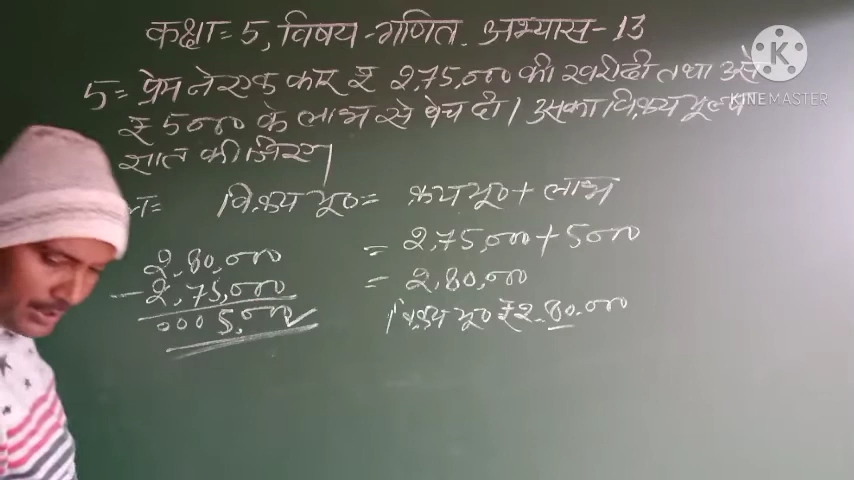 कक्षा= 5, विषय-गणित. अभ्यास-13
KINEMASTER
5= प्रेम ने एक कार ₹ 2,75,000 की खरीदी तथा उसे
₹ 5000 के लाभ से बेच दी। उसका विक्रय मूल्य
ज्ञात कीजिए।
विक्रय मू०= क्रय मू०+ लाभ
= 2,75,000+5000
= 2,80,000
विक्रय मू० ₹2,80,000
2,80,000
-2,75,000
0005,000